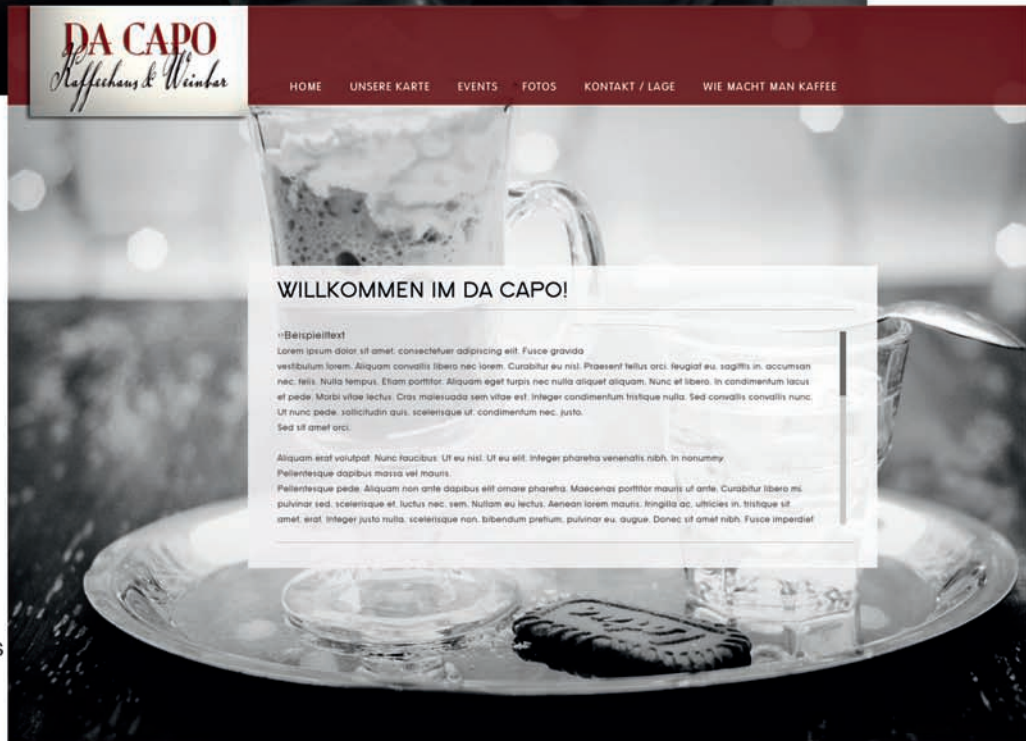 DA CAPO
Kaffeehaus & Weinbar
HOME UNSERE KARTE EVENTS FOTOS KONTAKT / LAGE WIE MACHT MAN KAFFEE
WILLKOMMEN IM DA CAPO!
Beispieltext
Lorem ipsum dolor sit amet, consectetuer adipiscing elit. Fusce gravida
vestibulum lorem. Aliquam convallis libero nec lorem. Curabitur eu nisl. Praesent tellus orci, feugiat eu, sagittis in, accumsan
nec, felis. Nulla tempus. Etiam porttitor. Aliquam eget turpis nec nulla aliquet aliquam. Nunc et libero. In condimentum lacus
et pede. Morbi vitae lectus. Cras malesuada sem vitae est. Integer condimentum tristique nulla. Sed convallis convallis nunc.
Ut nunc pede, sollicitudin quis, scelerisque ut, condimentum nec, justo.
Sed sit amet orci.
Aliquam erat volutpat. Nunc faucibus. Ut eu nisl. Ut eu elit. Integer pharetra venenatis nibh. In nonummy.
Pellentesque dapibus massa vel mauris.
Pellentesque pede. Aliquam non ante dapibus elit ornare pharetra. Maecenas porttitor mauris ut ante. Curabitur libero mi,
pulvinar sed, scelerisque et, luctus nec, sem. Nullam eu lectus. Aenean lorem mauris, fringilla ac, ultricies in, tristique sit
amet, erat. Integer justo nulla, scelerisque non, bibendum pretium, pulvinar eu, augue. Donec sit amet nibh. Fusce imperdiet
s